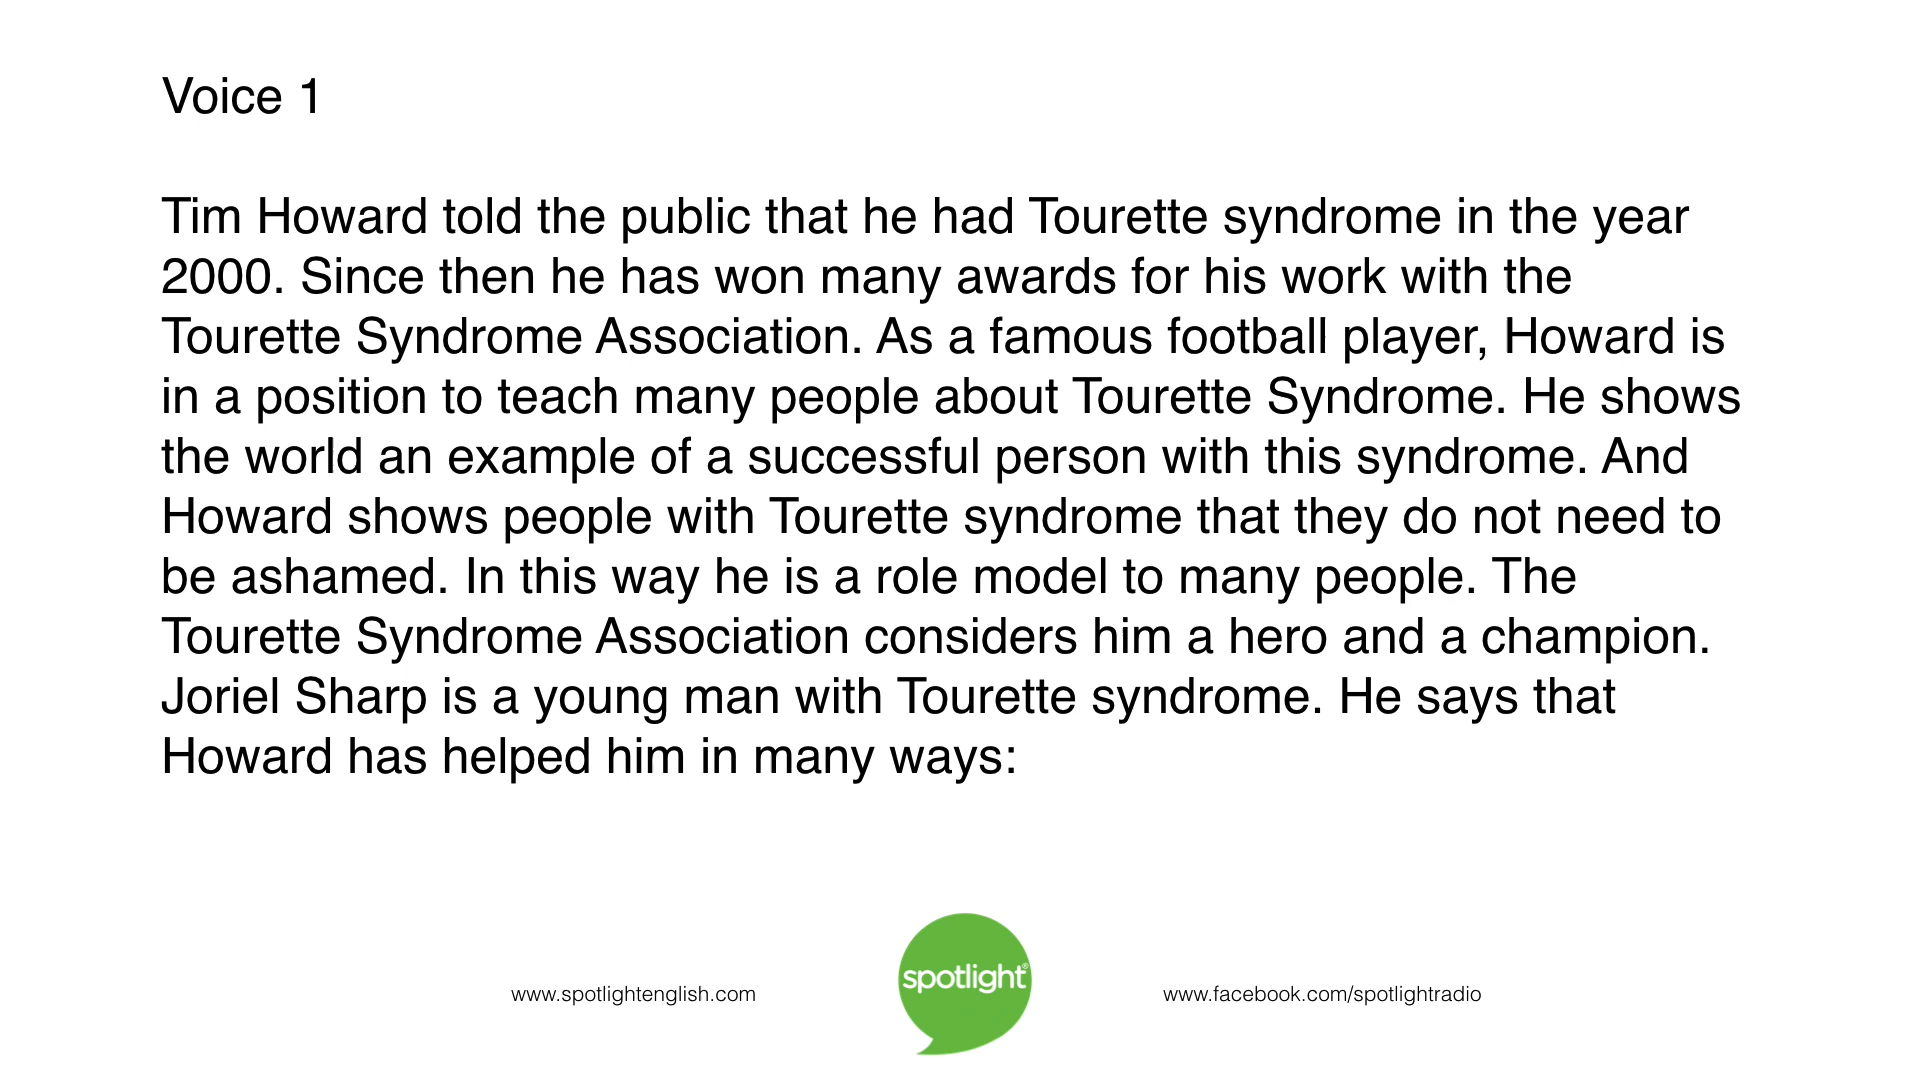 Voice 1
Tim Howard told the public that he had Tourette syndrome in the year
2000. Since then he has won many awards for his work with the
Tourette Syndrome Association. As a famous football player, Howard is
in a position to teach many people about Tourette Syndrome. He shows
the world an example of a successful person with this syndrome. And
Howard shows people with Tourette syndrome that they do not need to
be ashamed. In this way he is a role model to many people. The
Tourette Syndrome Association considers him a hero and a champion.
Joriel Sharp is a young man with Tourette syndrome. He says that
Howard has helped him in many ways:
www.spotlightenglish.com
spotlight®
www.facebook.com/spotlightradio